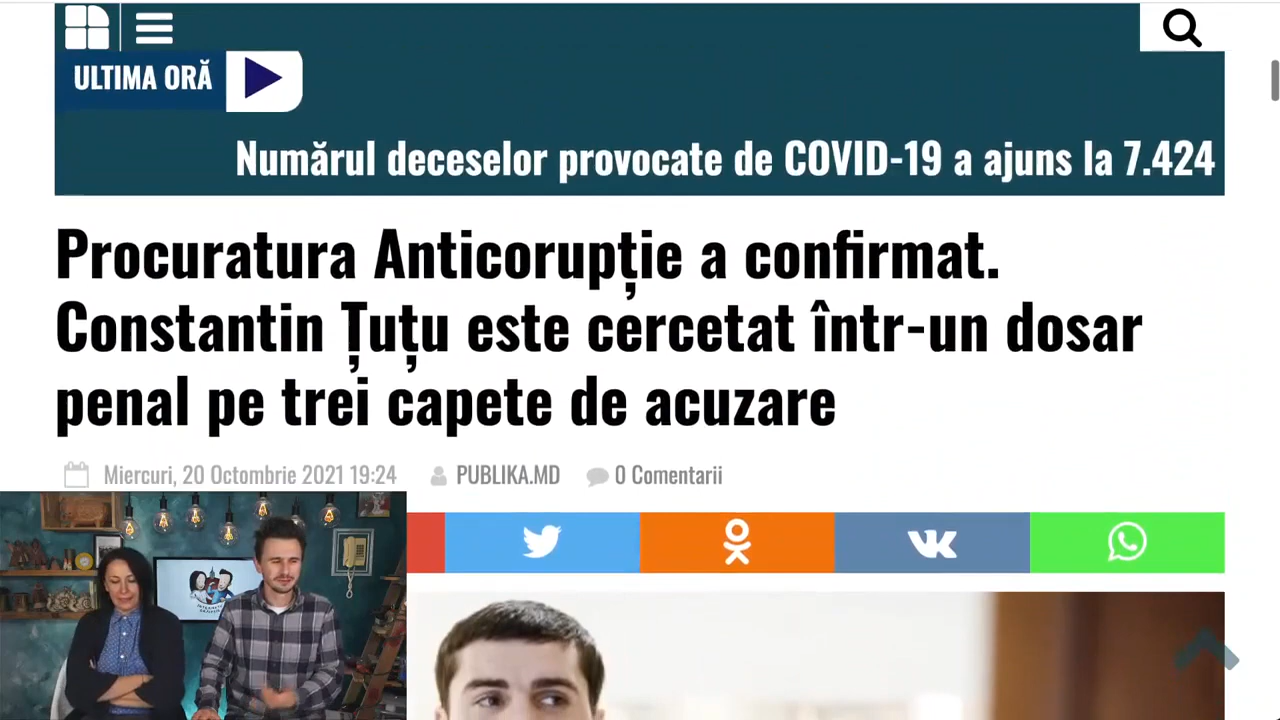 ULTIMA ORĂ
Numărul deceselor provocate de COVID-19 a ajuns la 7.424
Procuratura Anticorupție a confirmat.
Constantin Țuțu este cercetat într-un dosar
penal pe trei capete de acuzare
Miercuri, 20 Octombrie 2021 19:24 PUBLIKA.MD 0 Comentarii